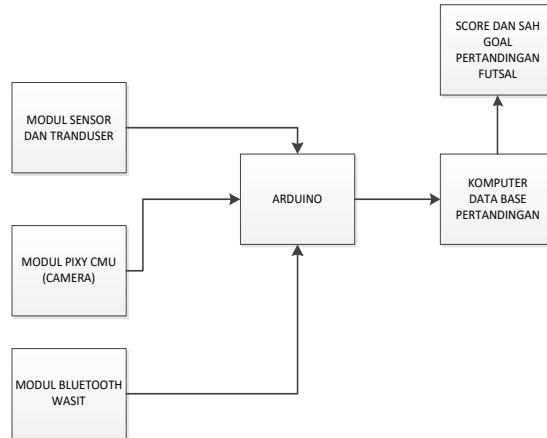 SCORE DAN SAH
GOAL
PERTANDINGAN
FUTSAL
MODUL SENSOR
DAN TRANDUSER
ARDUINO
KOMPUTER
DATA BASE
PERTANDINGAN
MODUL PIXY CMU
(CAMERA)
MODUL BLUETOOTH
WASIT